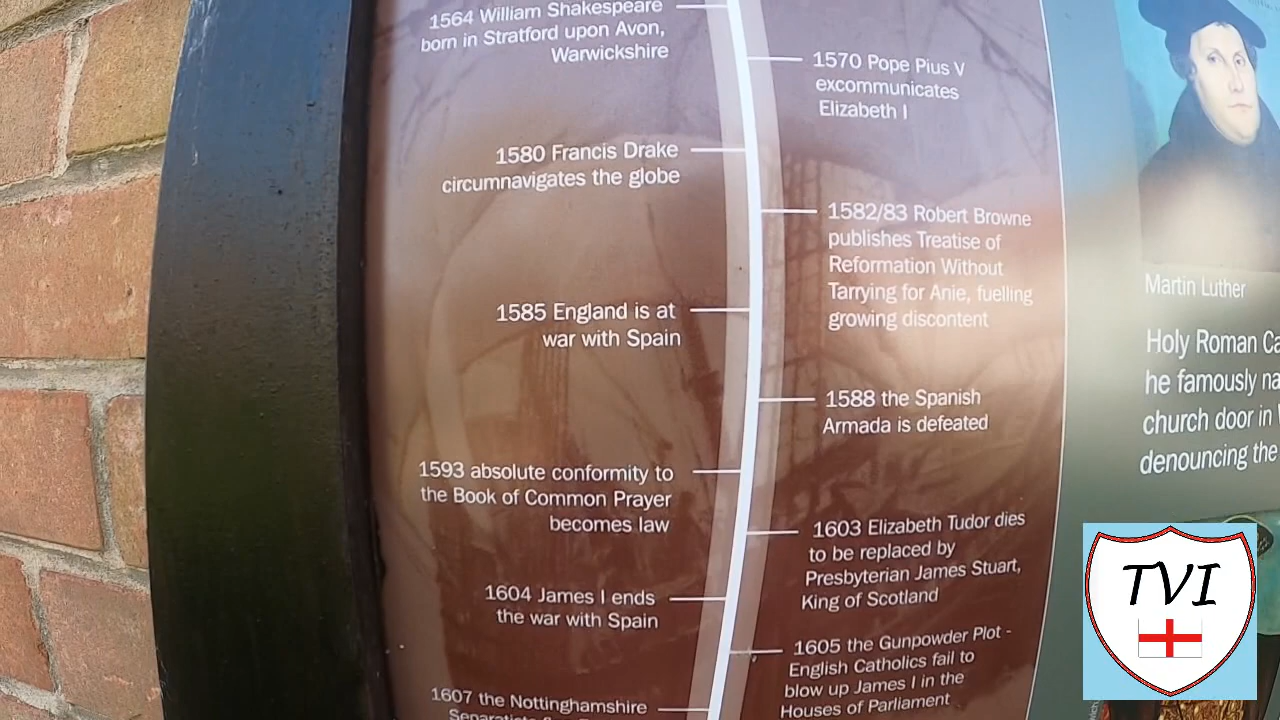 1564 William Shakespeare
born in Stratford upon Avon,
Warwickshire
1570 Pope Pius V
excommunicates
Elizabeth I
1580 Francis Drake
circumnavigates the globe
1582/83 Robert Browne
publishes Treatise of
Reformation Without
Tarrying for Anie, fuelling
growing discontent
1585 England is at
war with Spain
1588 the Spanish
Armada is defeated
1593 absolute conformity to
the Book of Common Prayer
becomes law
1603 Elizabeth Tudor dies
to be replaced by
Presbyterian James Stuart,
King of Scotland
1604 James I ends
the war with Spain
1605 the Gunpowder Plot -
English Catholics fail to
blow up James I in the
Houses of Parliament
1607 the Nottinghamshire
Martin Luther
Holy Roman
he famously
church door in
denouncing the
TVI